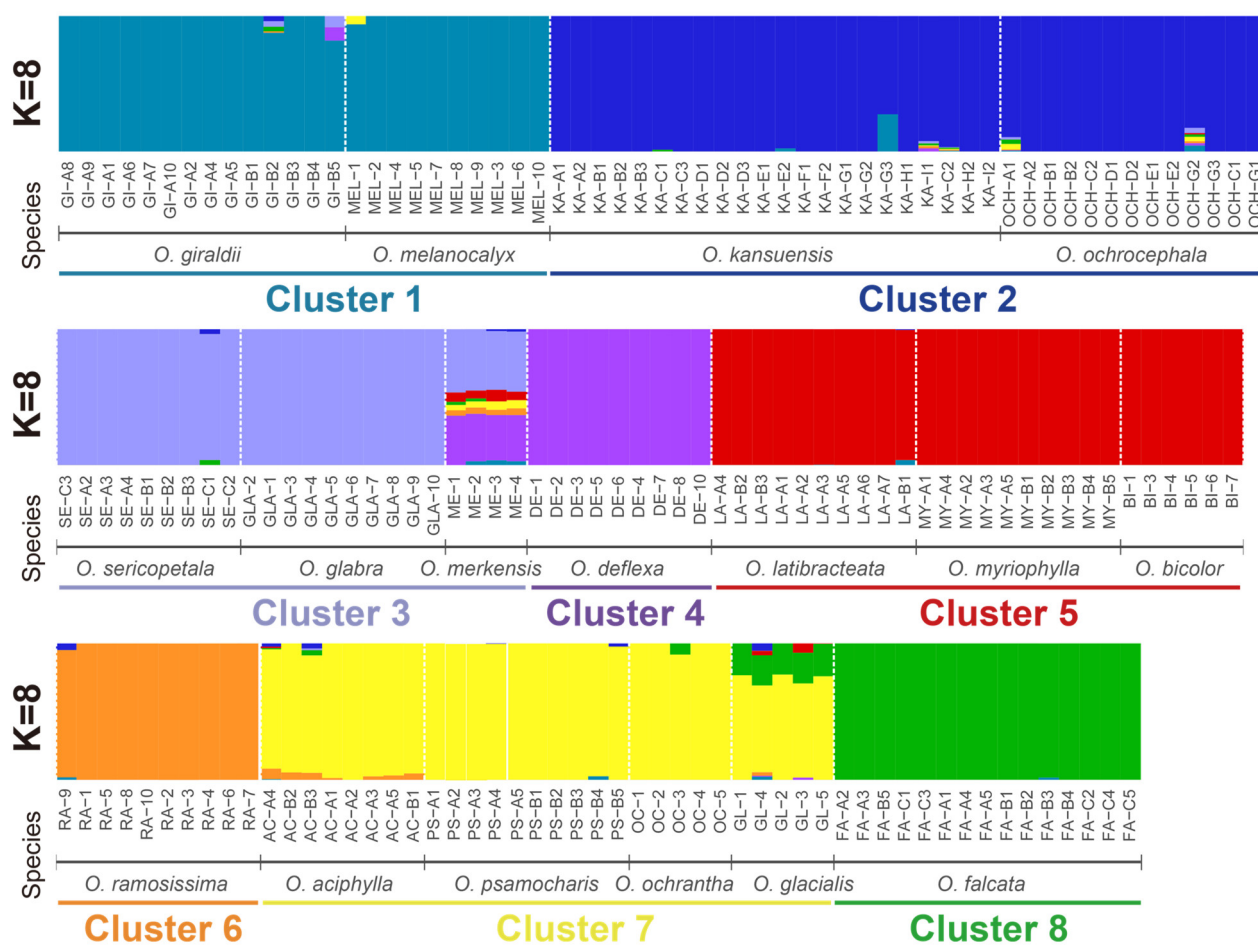 K=8
GI-A8 GI-A9 GI-A1 GI-A6 GI-A7 GI-A10 GI-A2 GI-A4 GI-A5 GI-B1 GI-B2 GI-B3 GI-B4 GI-B5 MEL-1 MEL-2 MEL-4 MEL-5 MEL-7 MEL-8 MEL-9 MEL-3 MEL-6 MEL-10 KA-A1 KA-A2 KA-B1 KA-B2 KA-B3 KA-C1 KA-C3 KA-D1 KA-D2 KA-D3 KA-E1 KA-E2 KA-F1 KA-F2 KA-G1 KA-G2 KA-G3 KA-H1 KA-I1 KA-C2 KA-H2 KA-I2 OCH-A1 OCH-A2 OCH-B1 OCH-B2 OCH-C2 OCH-D1 OCH-D2 OCH-E1 OCH-E2 OCH-G2 OCH-G3 OCH-C1 OCH-G1
Species
O. giraldii O. melanocalyx O. kansuensis O. ochrocephala
Cluster 1 Cluster 2
K=8
SE-C3 SE-A2 SE-A3 SE-A4 SE-B1 SE-B2 SE-B3 SE-C1 SE-C2 GLA-2 GLA-1 GLA-3 GLA-4 GLA-5 GLA-6 GLA-7 GLA-8 GLA-9 GLA-10 ME-1 ME-2 ME-3 ME-4 DE-1 DE-2 DE-3 DE-5 DE-6 DE-4 DE-7 DE-8 DE-10 LA-A4 LA-B2 LA-B3 LA-A1 LA-A2 LA-A3 LA-A5 LA-A6 LA-A7 LA-B1 MY-A1 MY-A4 MY-A2 MY-A3 MY-A5 MY-B1 MY-B2 MY-B3 MY-B4 MY-B5 BI-1 BI-3 BI-4 BI-5 BI-6 BI-7
Species
O. sericopetala O. glabra O. merkensis O. deflexa O. latibracteata O. myriophylla O. bicolor
Cluster 3 Cluster 4 Cluster 5
K=8
RA-9 RA-1 RA-5 RA-8 RA-10 RA-2 RA-3 RA-4 RA-6 RA-7 AC-A4 AC-B2 AC-B3 AC-A1 AC-A2 AC-A3 AC-A5 AC-B1 PS-A1 PS-A2 PS-A3 PS-A4 PS-A5 PS-B1 PS-B2 PS-B3 PS-B4 PS-B5 OC-1 OC-2 OC-3 OC-4 OC-5 GL-1 GL-4 GL-2 GL-3 GL-5 FA-A2 FA-A3 FA-B5 FA-C1 FA-C3 FA-A1 FA-A4 FA-A5 FA-B1 FA-B2 FA-B3 FA-B4 FA-C2 FA-C4 FA-C5
Species
O. ramosissima O. aciphylla O. psamocharis O. ochrantha O. glacialis O. falcata
Cluster 6 Cluster 7 Cluster 8